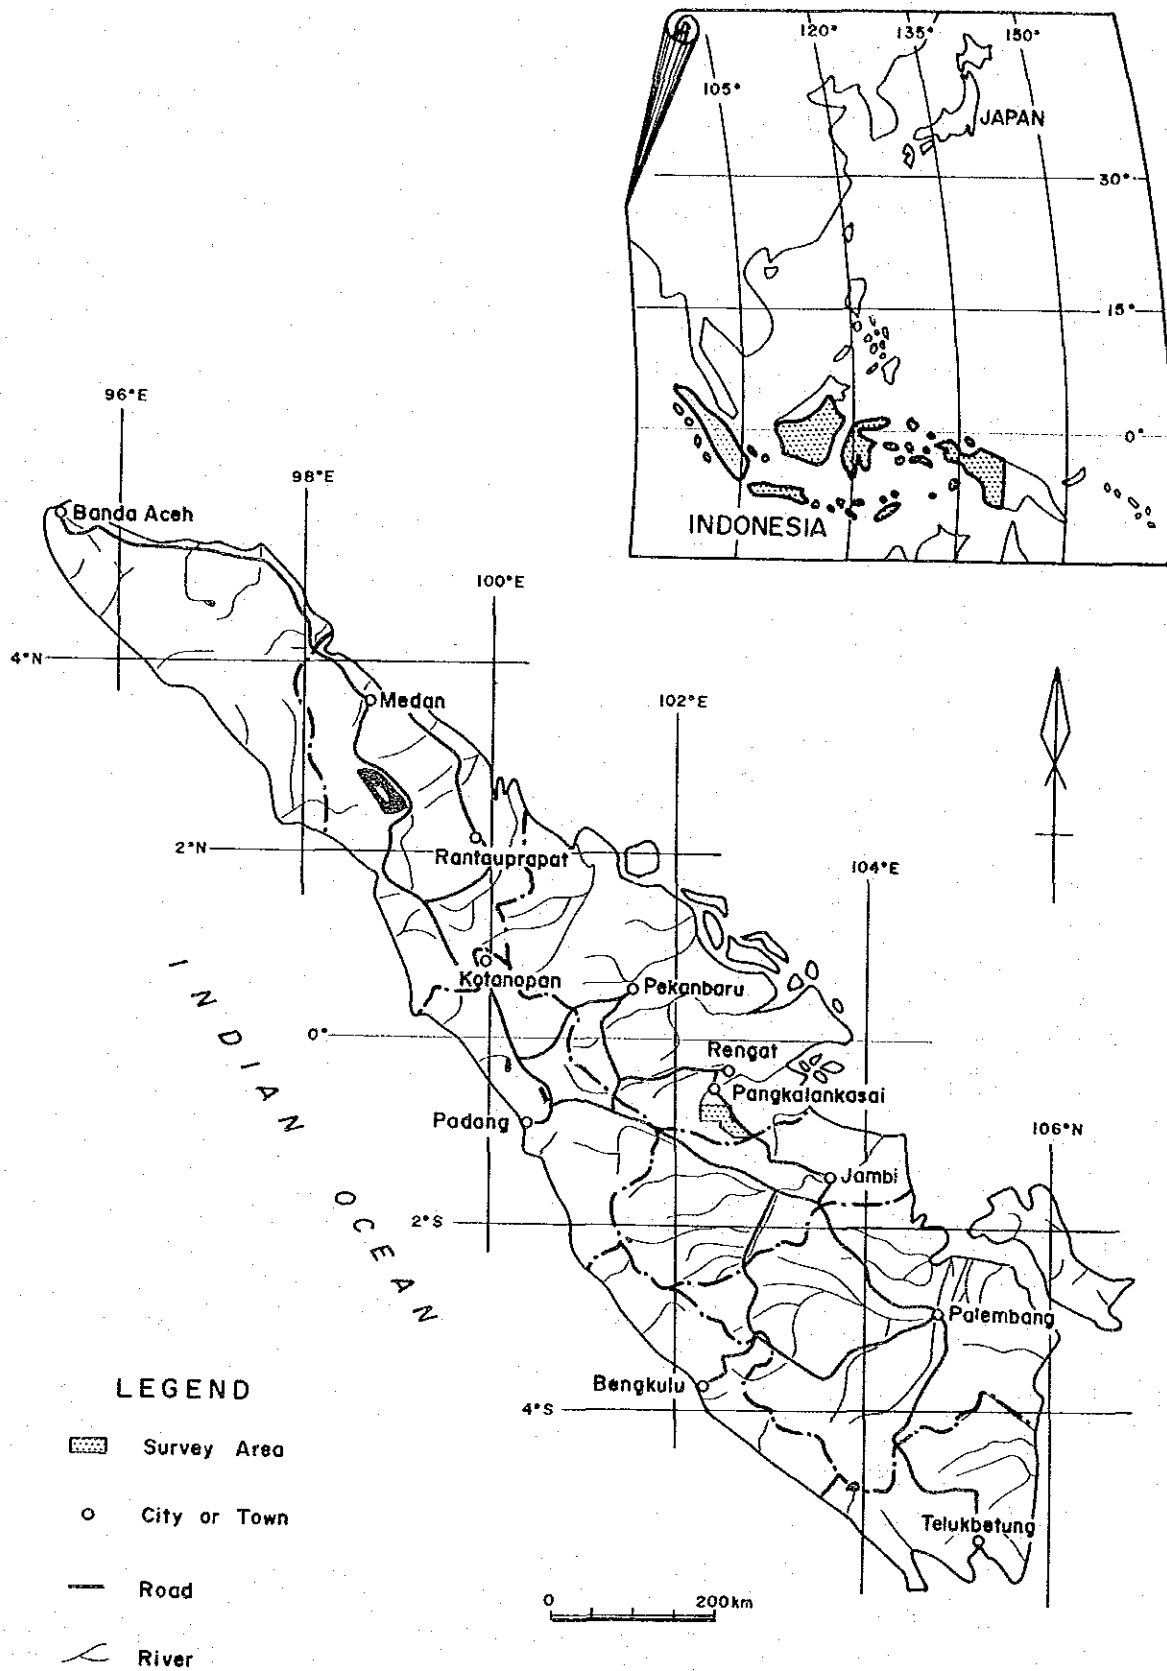 120°
135°
150°
105°
JAPAN
30°
15°
0°
INDONESIA
96°E
98°E
Banda Aceh
100°E
4°N
Medan
102°E
2°N
Rantauprapat
104°E
Kotanopan
Pekanbaru
0°
Rengat
Pangkalankasai
Padang
106°N
Jambi
INDIAN OCEAN
2°S
Palembang
Bengkulu
4°S
Telukbetung
LEGEND
Survey Area
City or Town
Road
River
0 200km